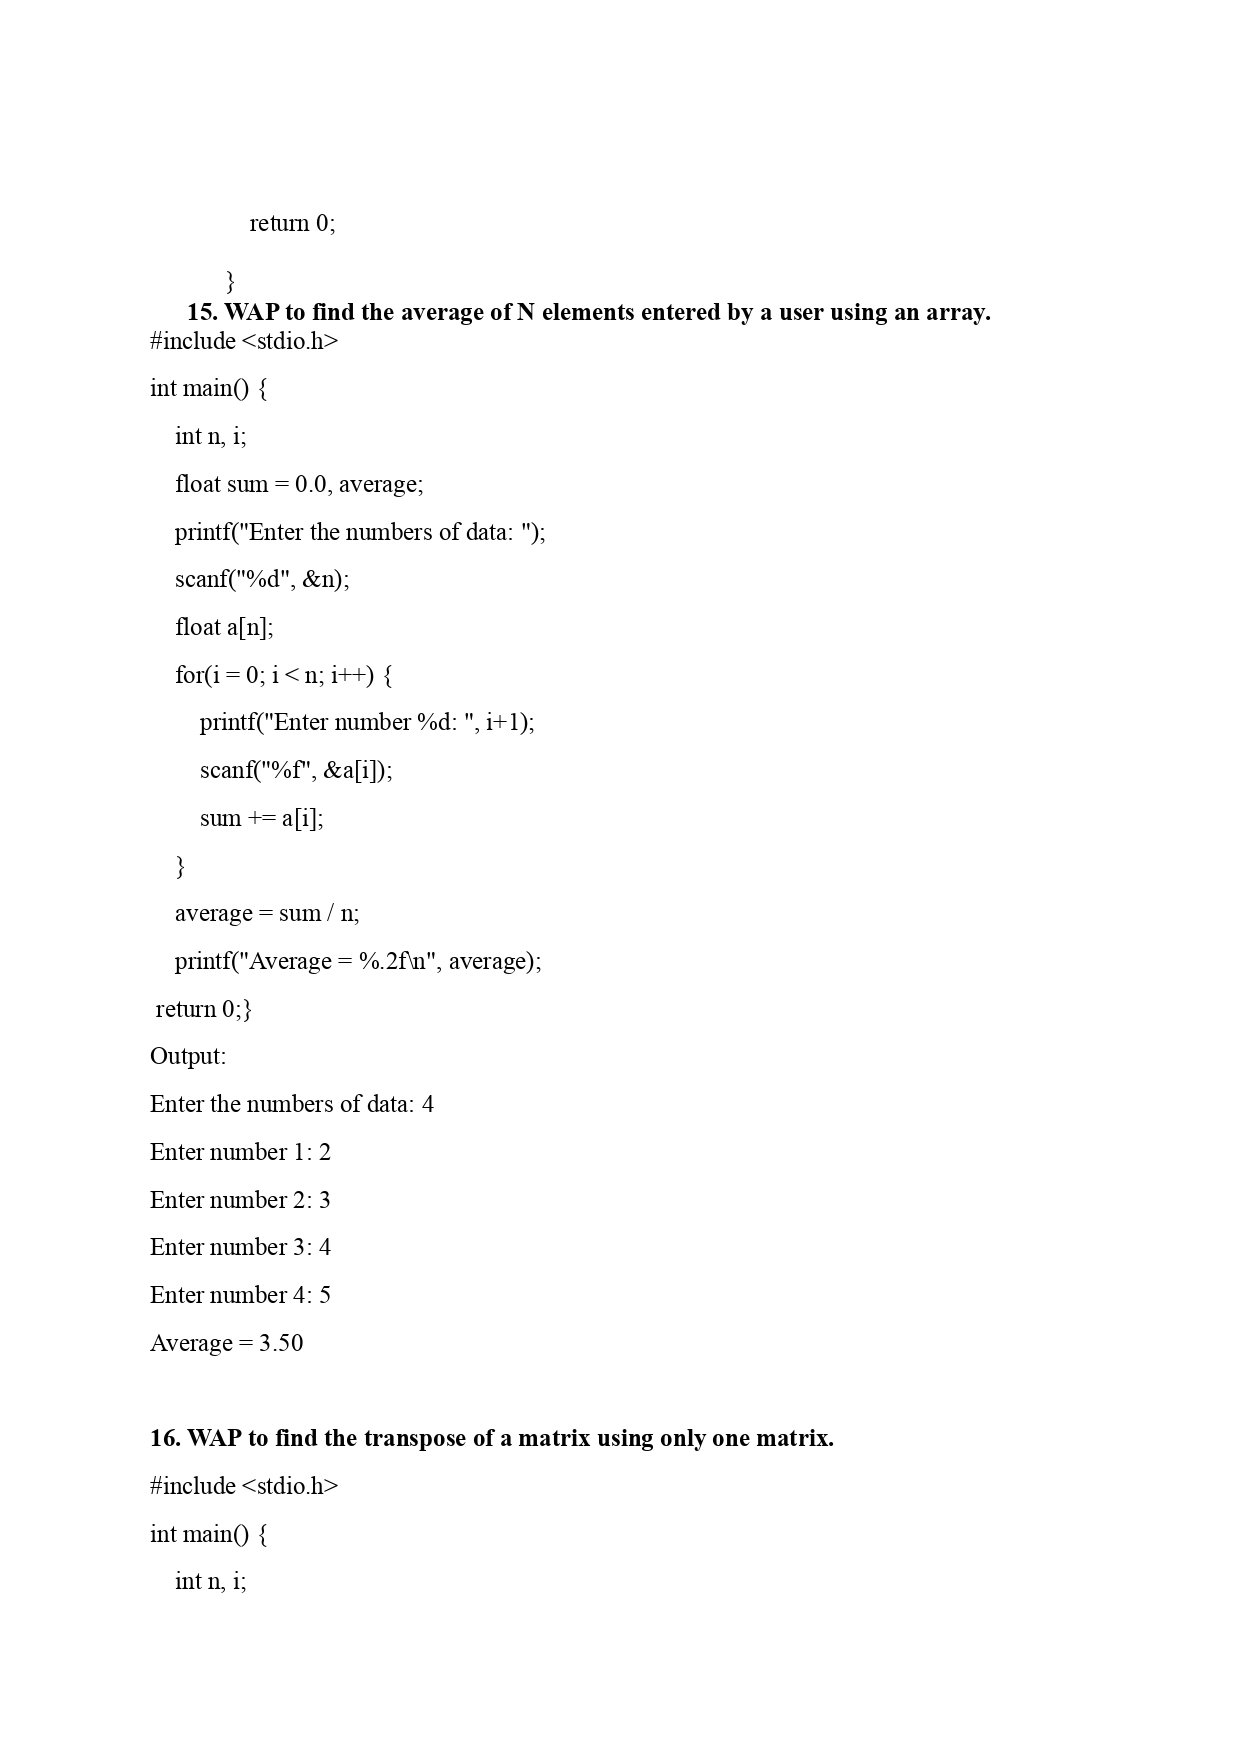 return 0;
}
15. WAP to find the average of N elements entered by a user using an array.
#include <stdio.h>
int main() {
int n, i;
float sum = 0.0, average;
printf("Enter the numbers of data: ");
scanf("%d", &n);
float a[n];
for(i = 0; i < n; i++) {
printf("Enter number %d: ", i+1);
scanf("%f", &a[i]);
sum += a[i];
}
average = sum / n;
printf("Average = %.2f\n", average);
return 0;}
Output:
Enter the numbers of data: 4
Enter number 1: 2
Enter number 2: 3
Enter number 3: 4
Enter number 4: 5
Average = 3.50
16. WAP to find the transpose of a matrix using only one matrix.
#include <stdio.h>
int main() {
int n, i;